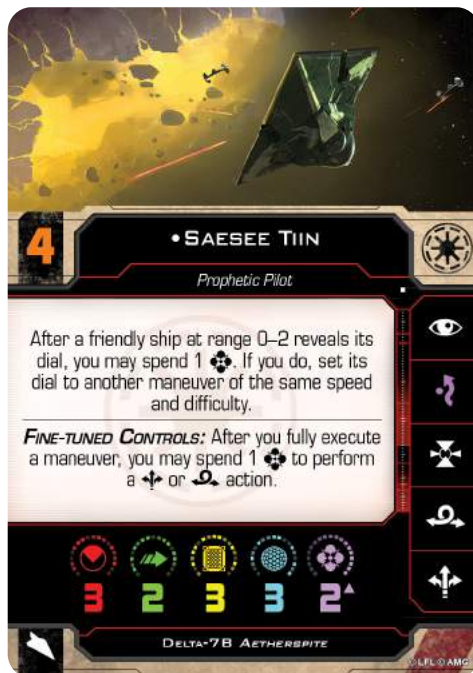 4
•Saesee Tiin
Prophetic Pilot
After a friendly ship at range 0–2 reveals its
dial, you may spend 1 . If you do, set its
dial to another maneuver of the same speed
and difficulty.
Fine-tuned Controls: After you fully execute
a maneuver, you may spend 1 to perform
a or action.
3 2 3 3 2
Delta-7B Aetherspite
©LFL ©AMG